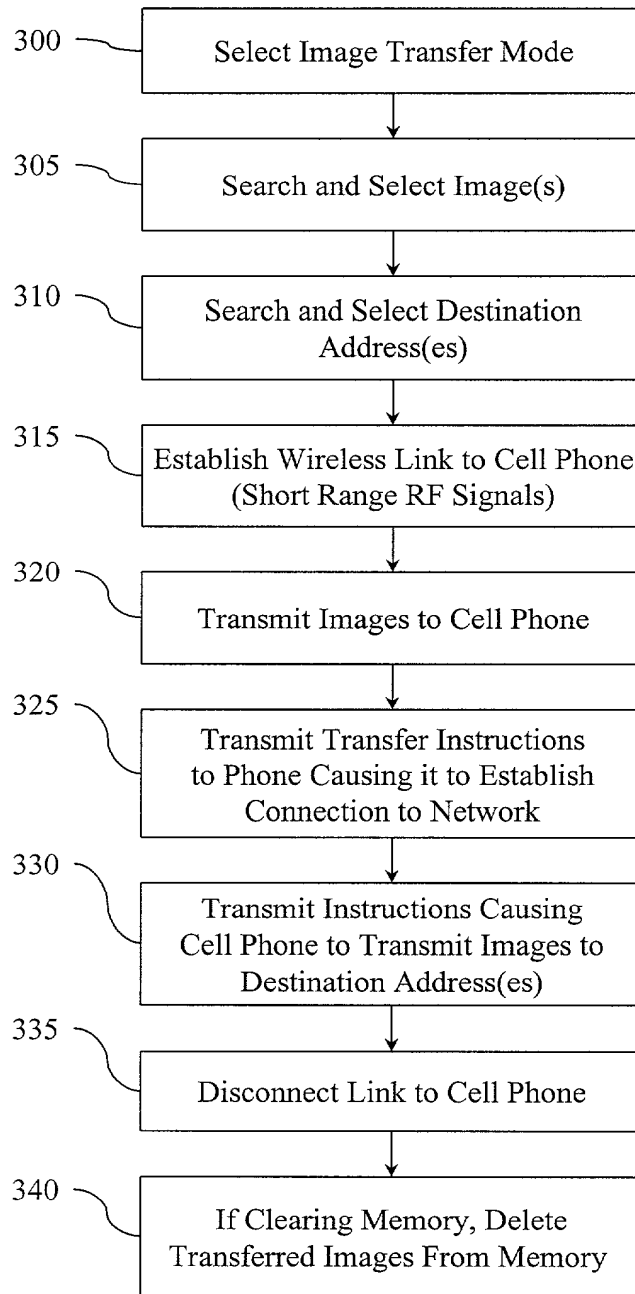 300
Select Image Transfer Mode
305
Search and Select Image(s)
310
Search and Select Destination
Address(es)
315
Establish Wireless Link to Cell Phone
(Short Range RF Signals)
320
Transmit Images to Cell Phone
325
Transmit Transfer Instructions
to Phone Causing it to Establish
Connection to Network
330
Transmit Instructions Causing
Cell Phone to Transmit Images to
Destination Address(es)
335
Disconnect Link to Cell Phone
340
If Clearing Memory, Delete
Transferred Images From Memory